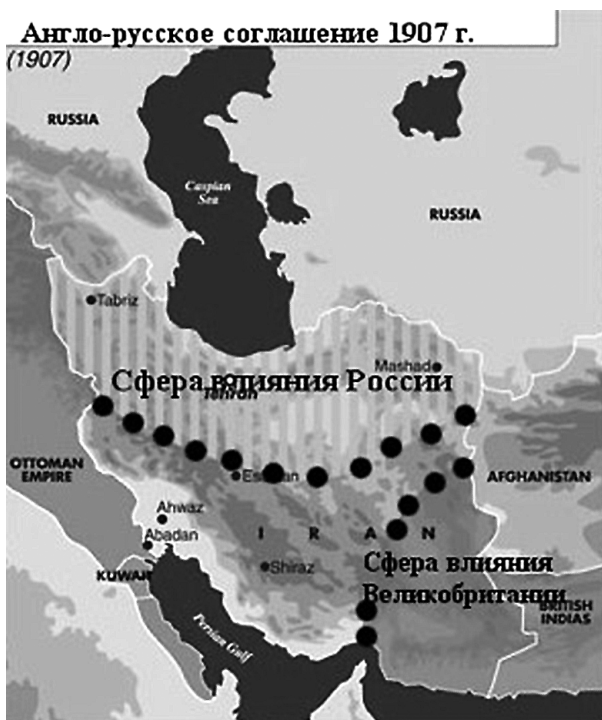 Англо-русское соглашение 1907 г.
(1907)
RUSSIA
Caspian
Sea
RUSSIA
Tabriz
Mashad
Сфера влияния России
Tehran
OTTOMAN
EMPIRE
AFGHANISTAN
Ahwaz
I R A N
Abadan
Сфера влияния
KUWAIT
Shiraz
Великобритании
BRITISH
INDIAS
Persian Gulf